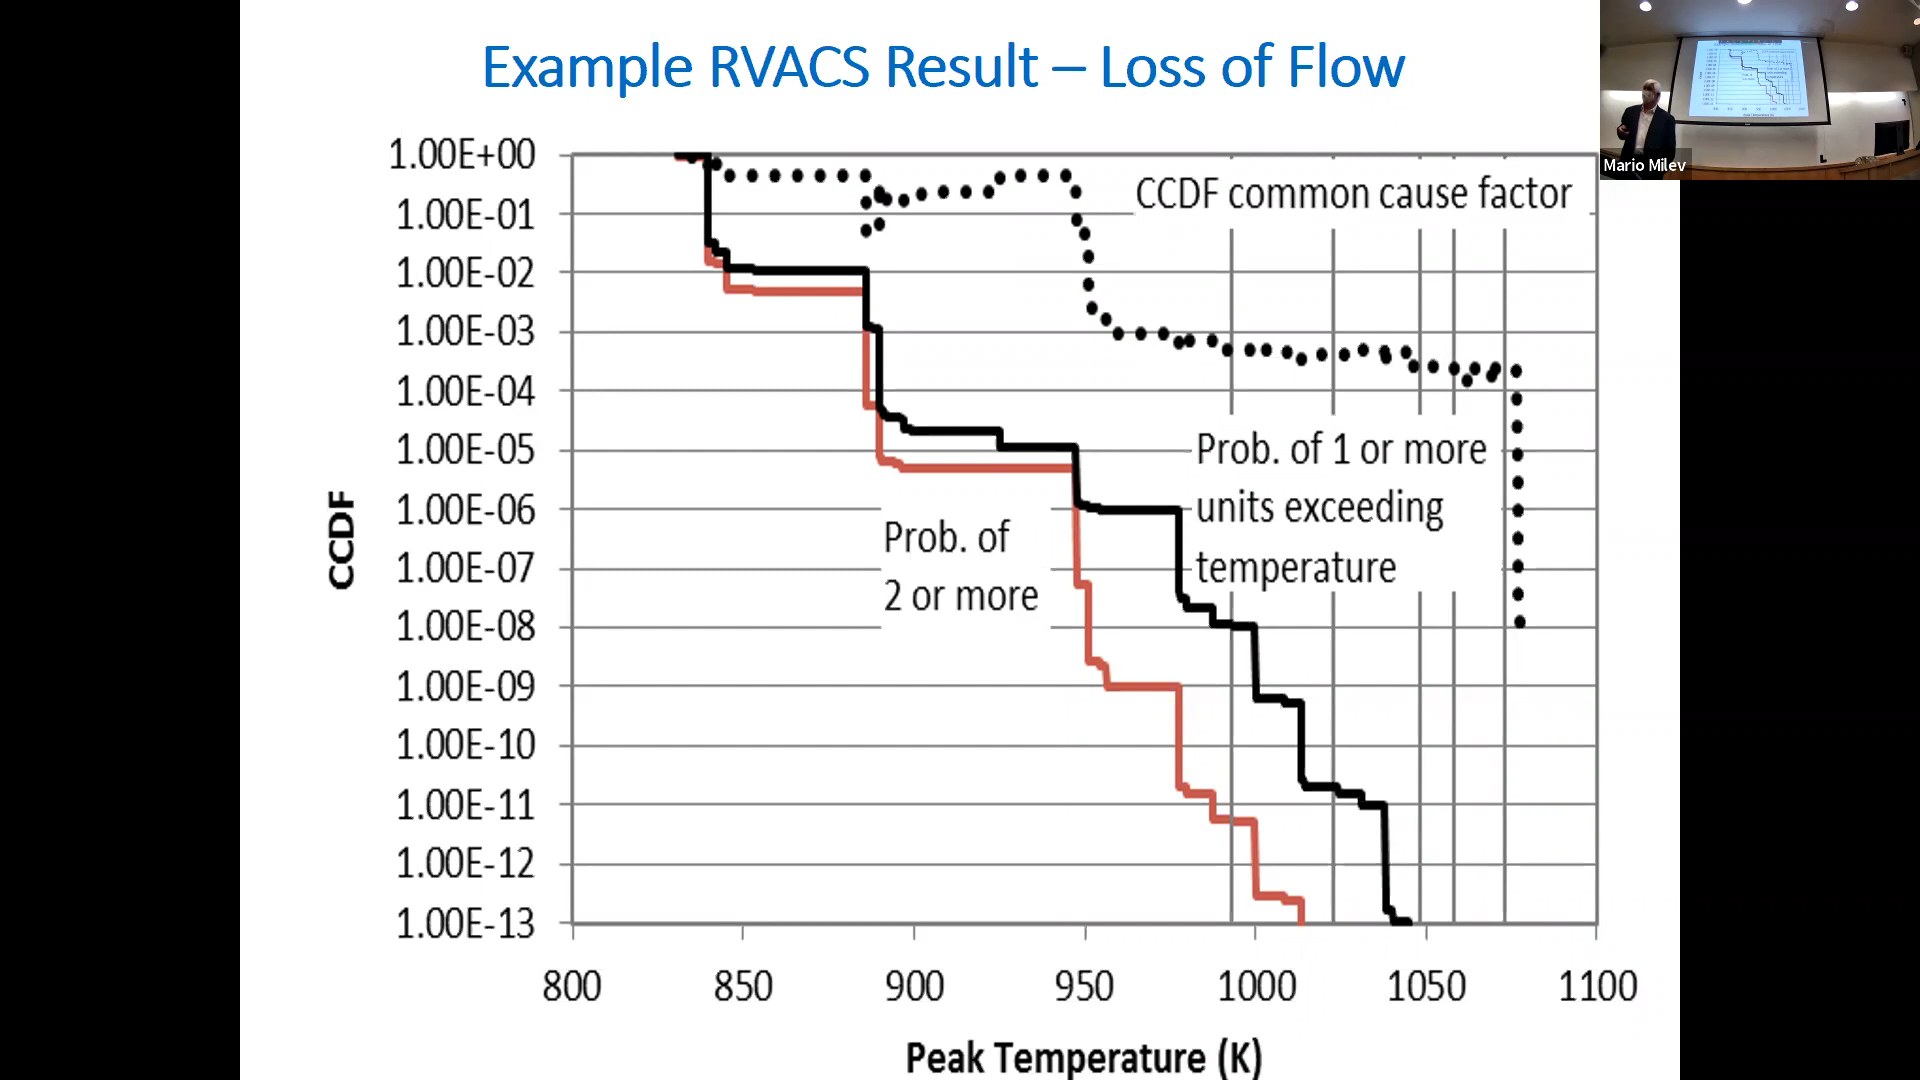 Example RVACS Result – Loss of Flow
Mario Milev
1.00E+00
1.00E-01
1.00E-02
1.00E-03
1.00E-04
1.00E-05
1.00E-06
1.00E-07
1.00E-08
1.00E-09
1.00E-10
1.00E-11
1.00E-12
1.00E-13
CCDF
CCDF common cause factor
Prob. of 1 or more
units exceeding
temperature
Prob. of
2 or more
800
850
900
950
1000
1050
1100
Peak Temperature (K)